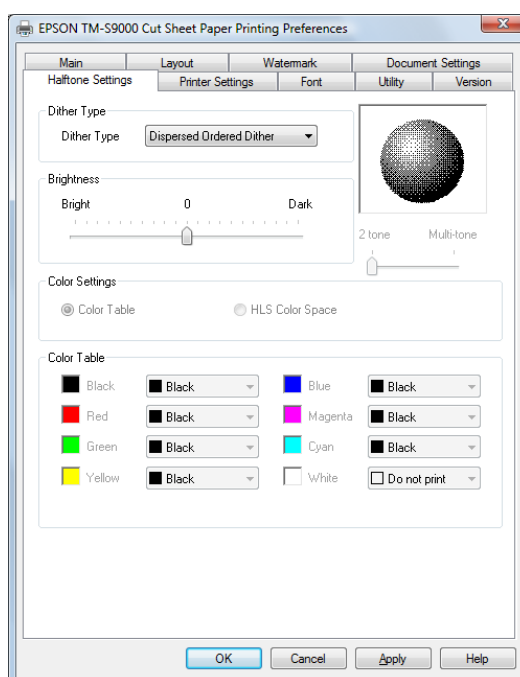 EPSON TM-S9000 Cut Sheet Paper Printing Preferences
Main Layout Watermark Document Settings
Halftone Settings Printer Settings Font Utility Version
Dither Type
Dither Type Dispersed Ordered Dither
Brightness
Bright 0 Dark
2 tone Multi-tone
Color Settings
Color Table HLS Color Space
Color Table
Black Black Blue Black
Red Black Magenta Black
Green Black Cyan Black
Yellow Black White Do not print
OK Cancel Apply Help